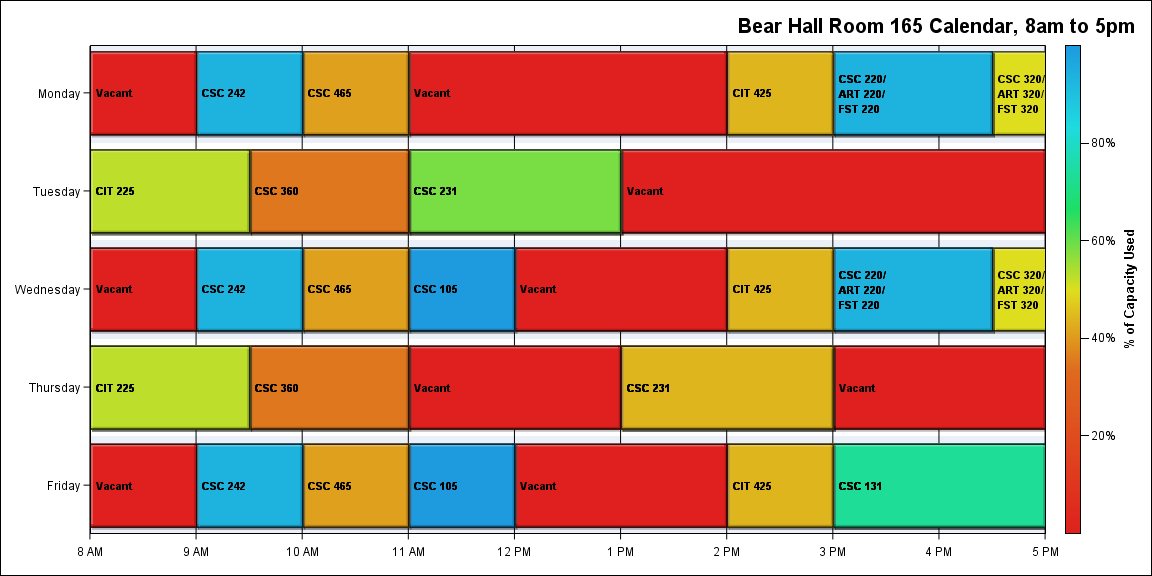 Bear Hall Room 165 Calendar, 8am to 5pm
Monday
Vacant
CSC 242
CSC 465
Vacant
CIT 425
CSC 220/
ART 220/
FST 220
CSC 320/
ART 320/
FST 320
Tuesday
CIT 225
CSC 360
CSC 231
Vacant
Wednesday
Vacant
CSC 242
CSC 465
CSC 105
Vacant
CIT 425
CSC 220/
ART 220/
FST 220
CSC 320/
ART 320/
FST 320
Thursday
CIT 225
CSC 360
Vacant
CSC 231
Vacant
Friday
Vacant
CSC 242
CSC 465
CSC 105
Vacant
CIT 425
CSC 131
8 AM
9 AM
10 AM
11 AM
12 PM
1 PM
2 PM
3 PM
4 PM
5 PM
80%
60%
40%
20%
% of Capacity Used